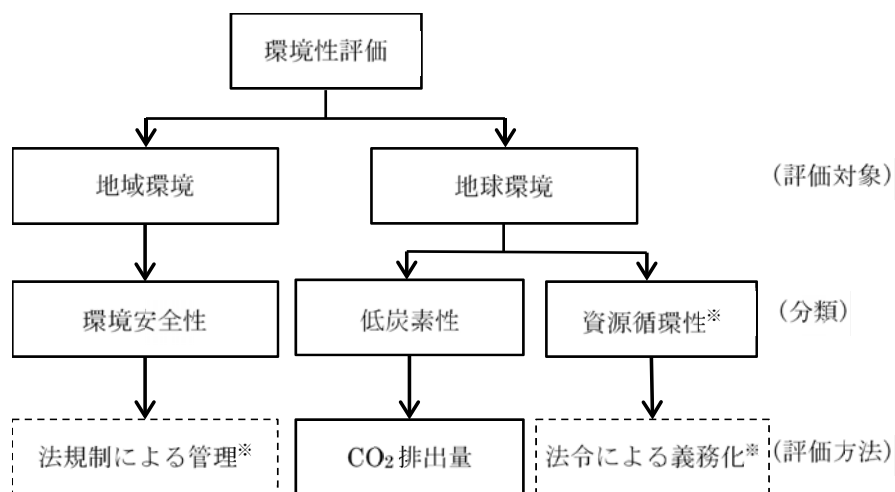 環境性評価
地域環境
地球環境
(評価対象)
環境安全性
低炭素性
資源循環性※
(分類)
法規制による管理※
CO₂排出量
法令による義務化※
(評価方法)